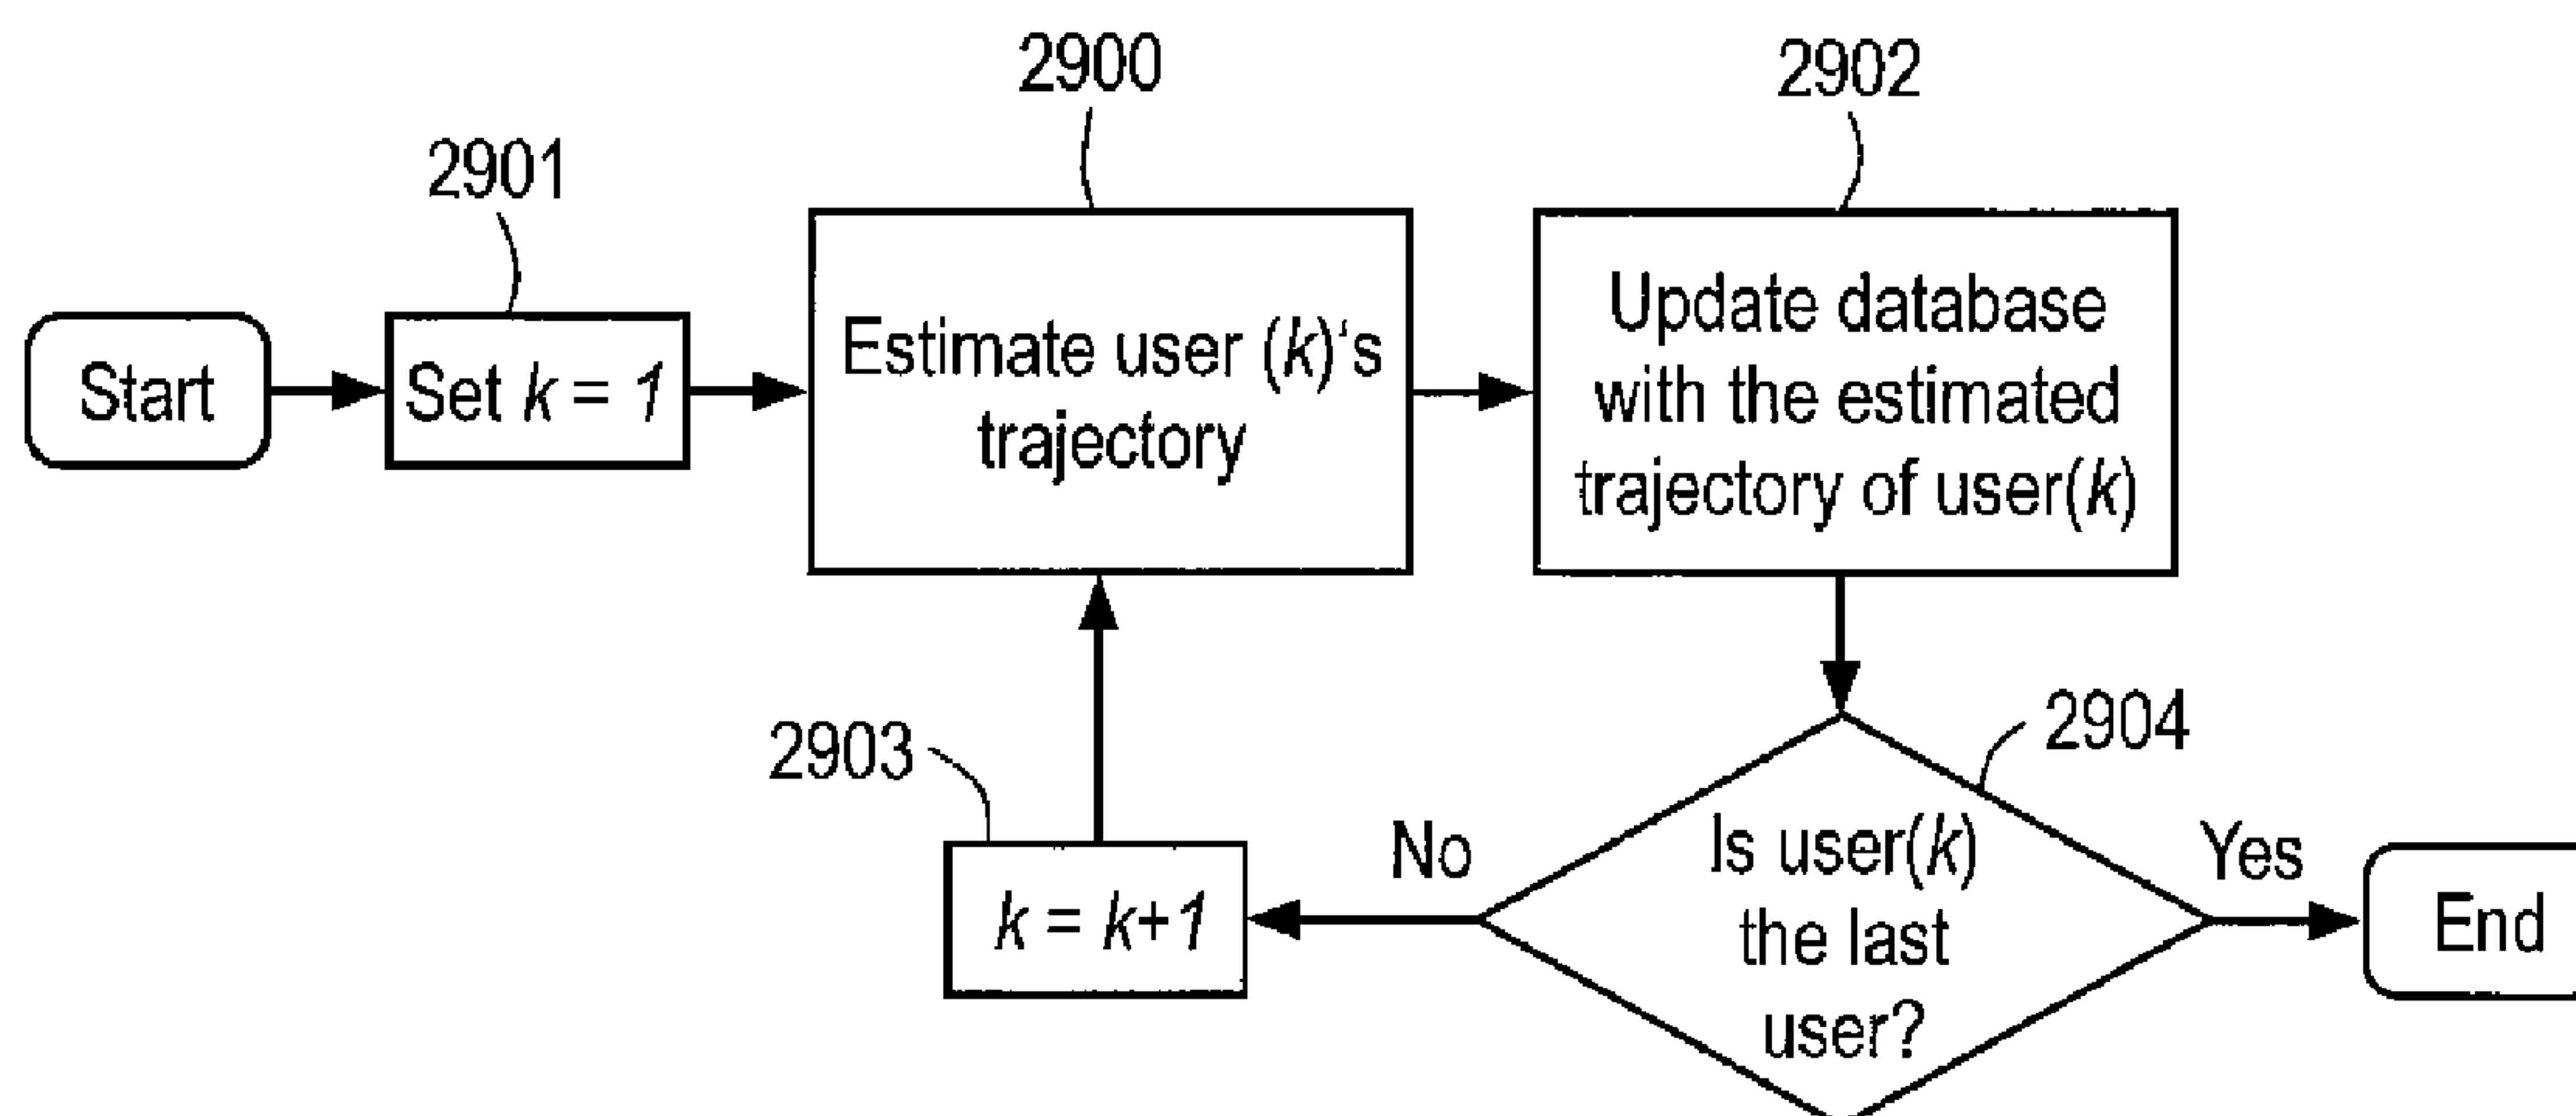 2900
2902
2901
Start
Set k = 1
Estimate user (k)‘s
trajectory
Update database
with the estimated
trajectory of user(k)
2903
2904
k = k+1
No
Is user(k)
the last
user?
Yes
End